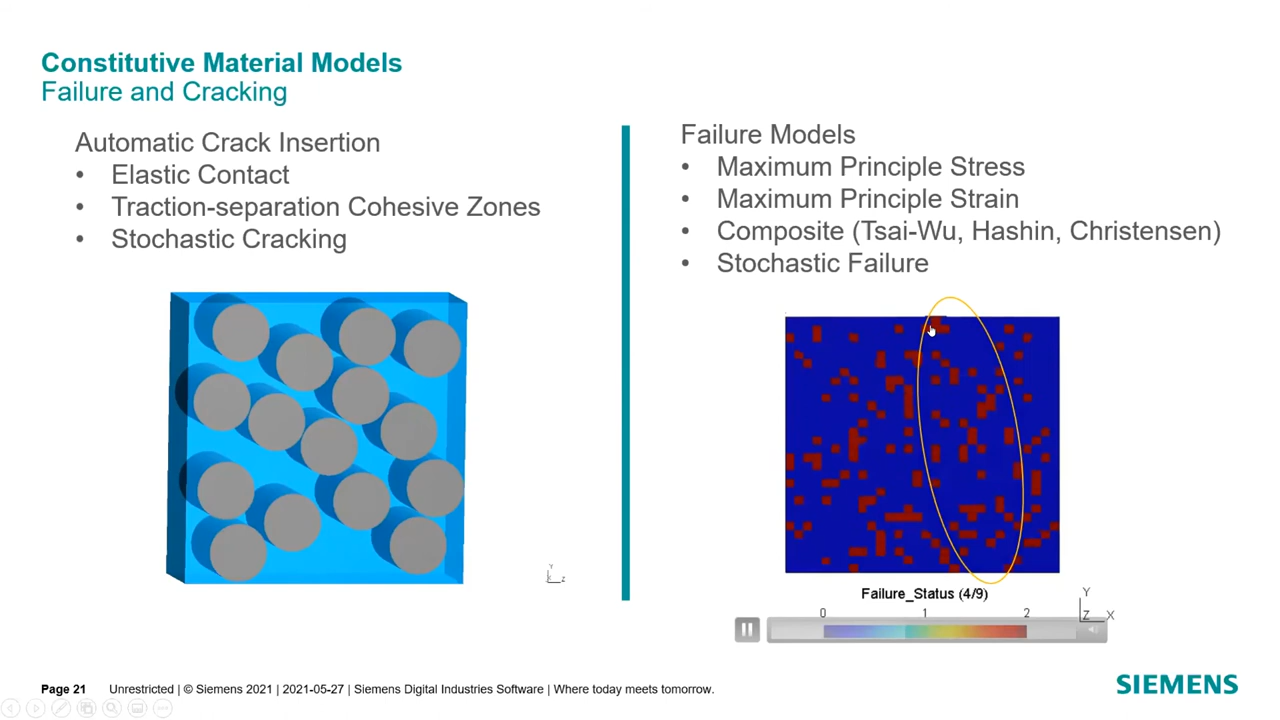 Constitutive Material Models
Failure and Cracking
Automatic Crack Insertion
• Elastic Contact
• Traction-separation Cohesive Zones
• Stochastic Cracking
Y
X
Z
Failure Models
• Maximum Principle Stress
• Maximum Principle Strain
• Composite (Tsai-Wu, Hashin, Christensen)
• Stochastic Failure
Failure_Status (4/9)
0 1 2
Y
Z X
Page 21 Unrestricted | © Siemens 2021 | 2021-05-27 | Siemens Digital Industries Software | Where today meets tomorrow.
SIEMENS